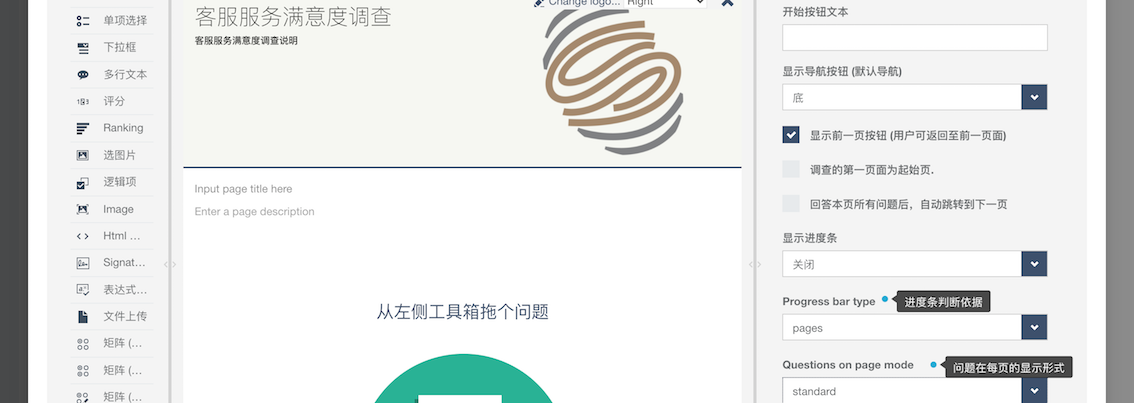 单项选择
下拉框
多行文本
评分
Ranking
选图片
逻辑项
Image
Html ...
Signat...
表达式...
文件上传
矩阵 (...
矩阵 (...
矩阵 (...
Change logo...
Right
客服服务满意度调查
客服服务满意度调查说明
Input page title here
Enter a page description
从左侧工具箱拖个问题
开始按钮文本
显示导航按钮 (默认导航)
底
显示前一页按钮 (用户可返回至前一页面)
调查的第一页面为起始页.
回答本页所有问题后，自动跳转到下一页
显示进度条
关闭
Progress bar type
进度条判断依据
pages
Questions on page mode
问题在每页的显示形式
standard